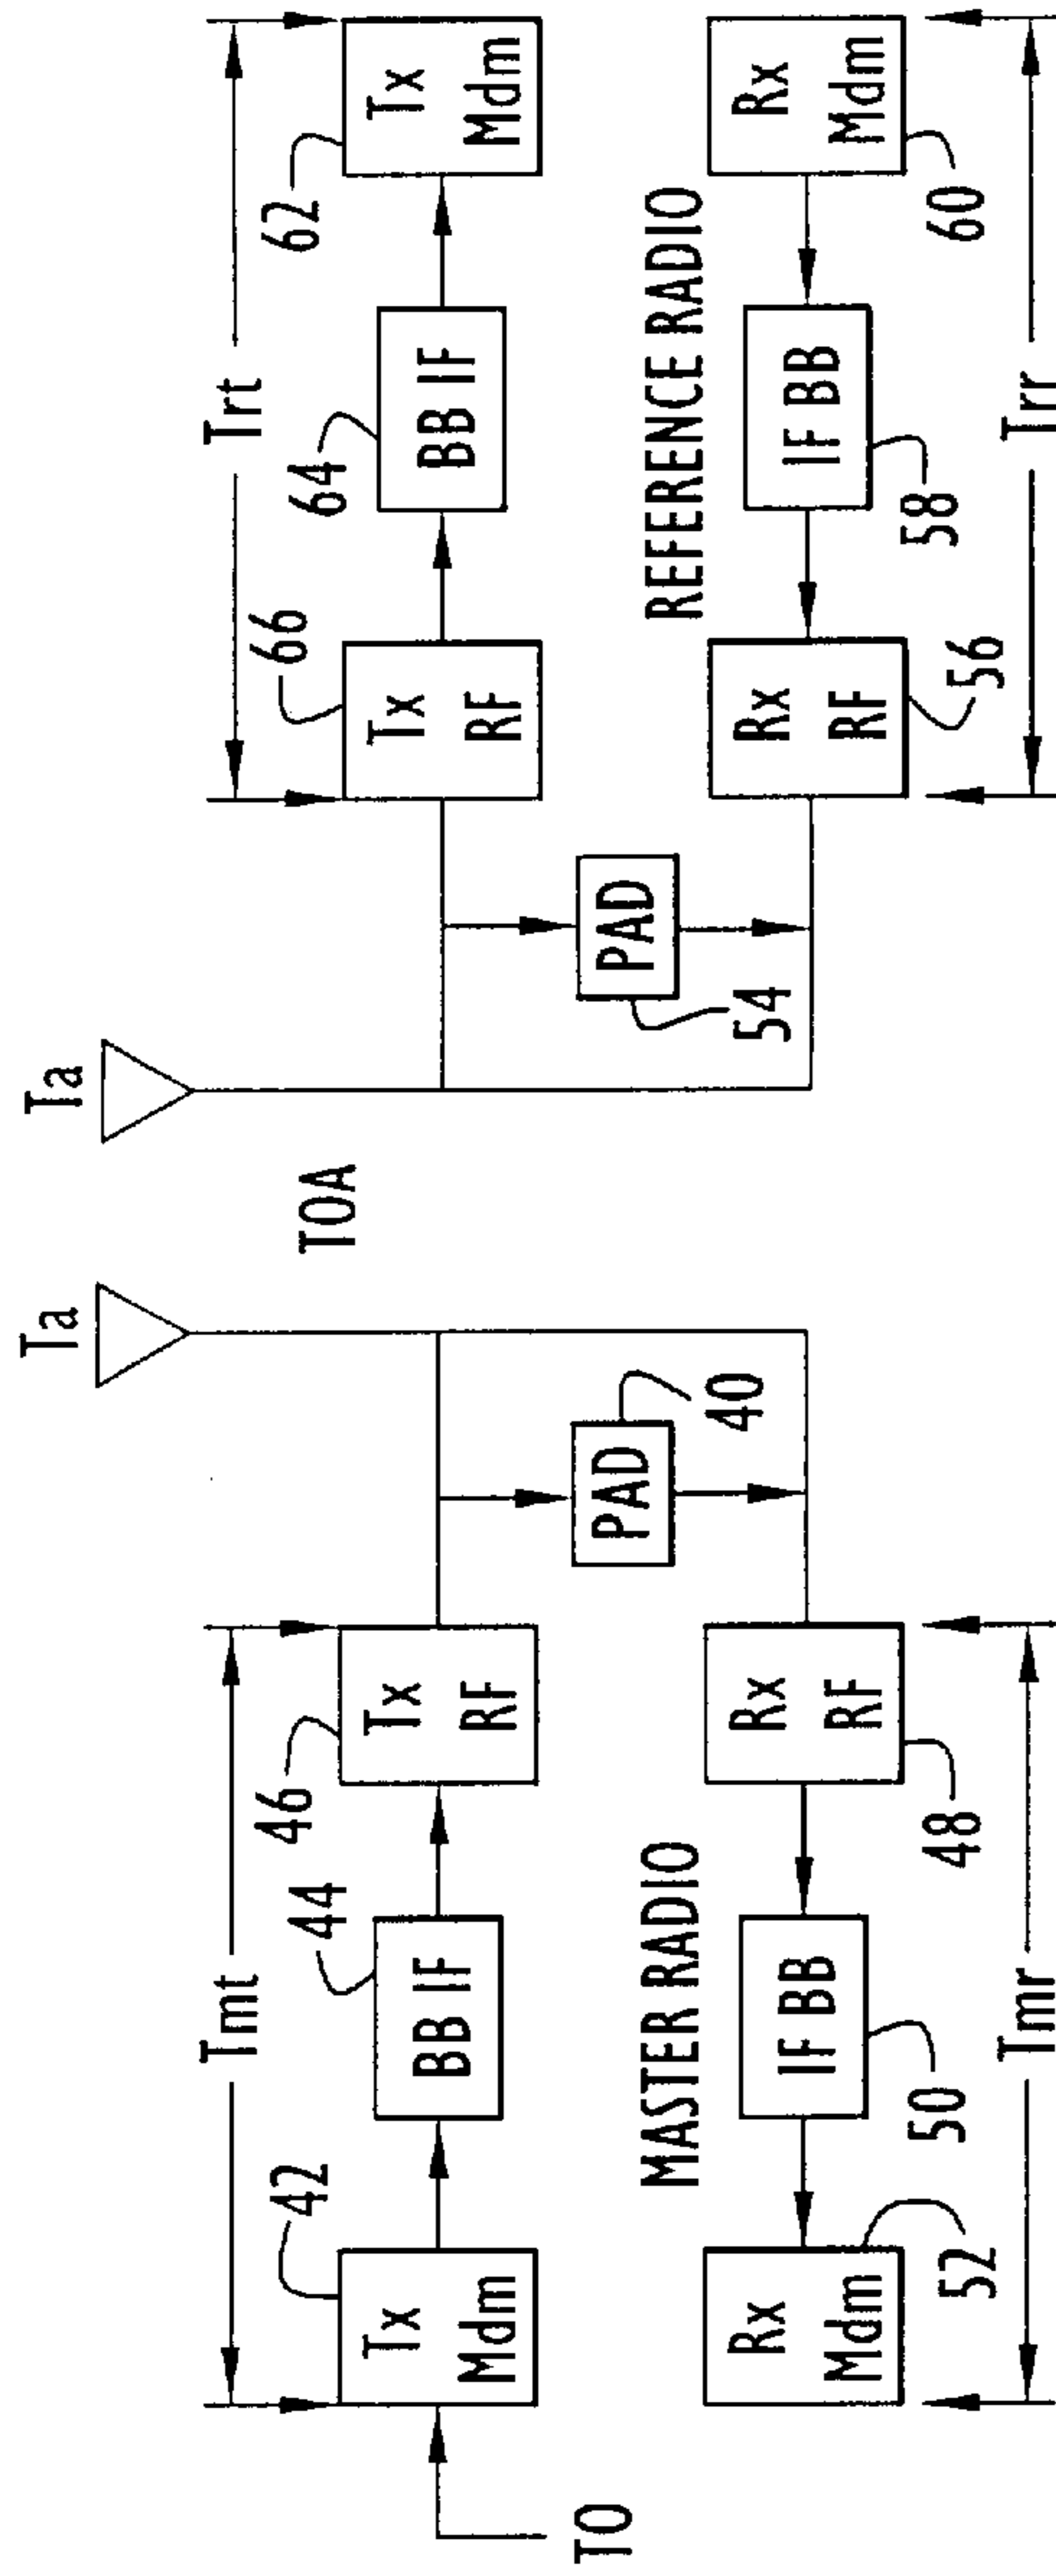 Ta
Ta
TOA
Tmt
Trt
42
44
46
66
64
62
Tx
Mdm
BB IF
Tx
RF
Tx
RF
BB IF
Tx
Mdm
TO
PAD
40
PAD
54
MASTER RADIO
REFERENCE RADIO
Rx
Mdm
IF BB
Rx
RF
Rx
RF
IF BB
Rx
Mdm
52
50
48
56
58
60
Tmr
Trr